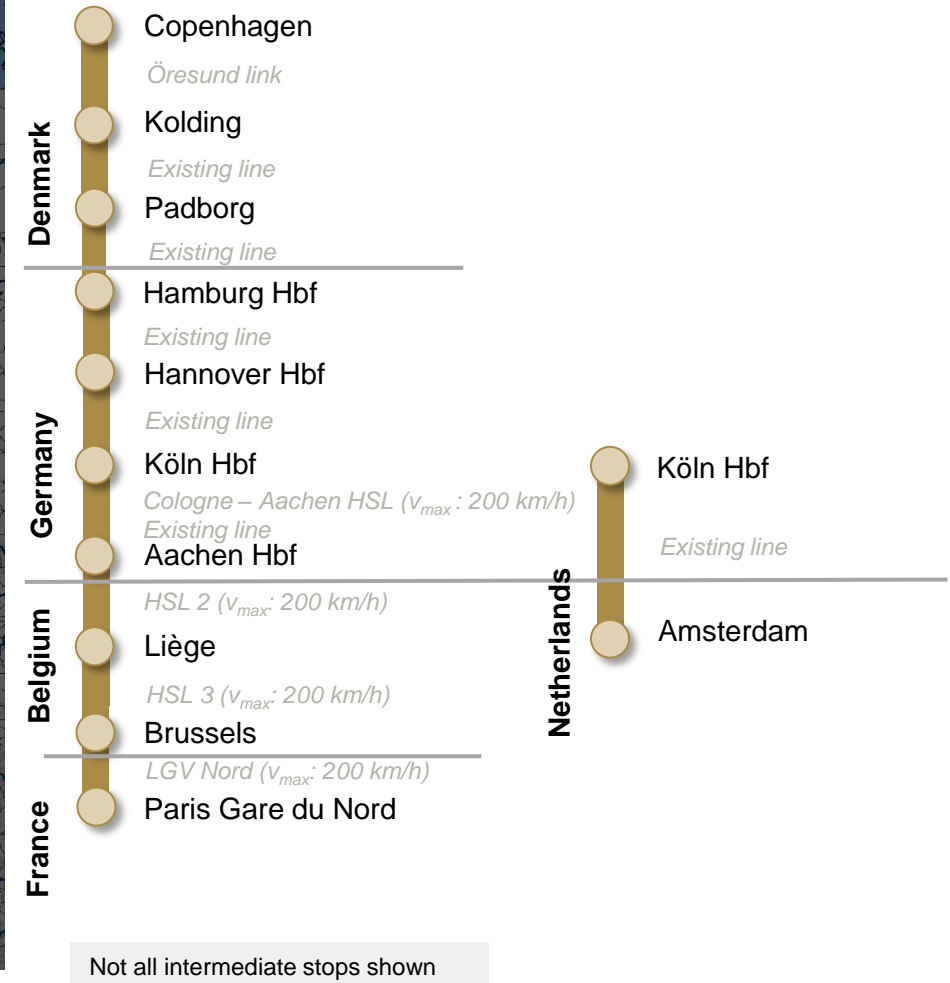 Copenhagen
Öresund link
Kolding
Existing line
Padborg
Existing line
Denmark
Hamburg Hbf
Existing line
Hannover Hbf
Existing line
Köln Hbf
Cologne – Aachen HSL (vmax : 200 km/h)
Existing line
Aachen Hbf
Germany
HSL 2 (vmax: 200 km/h)
Liège
HSL 3 (vmax: 200 km/h)
Brussels
Belgium
LGV Nord (vmax: 200 km/h)
Paris Gare du Nord
France
Köln Hbf
Existing line
Amsterdam
Netherlands
Not all intermediate stops shown